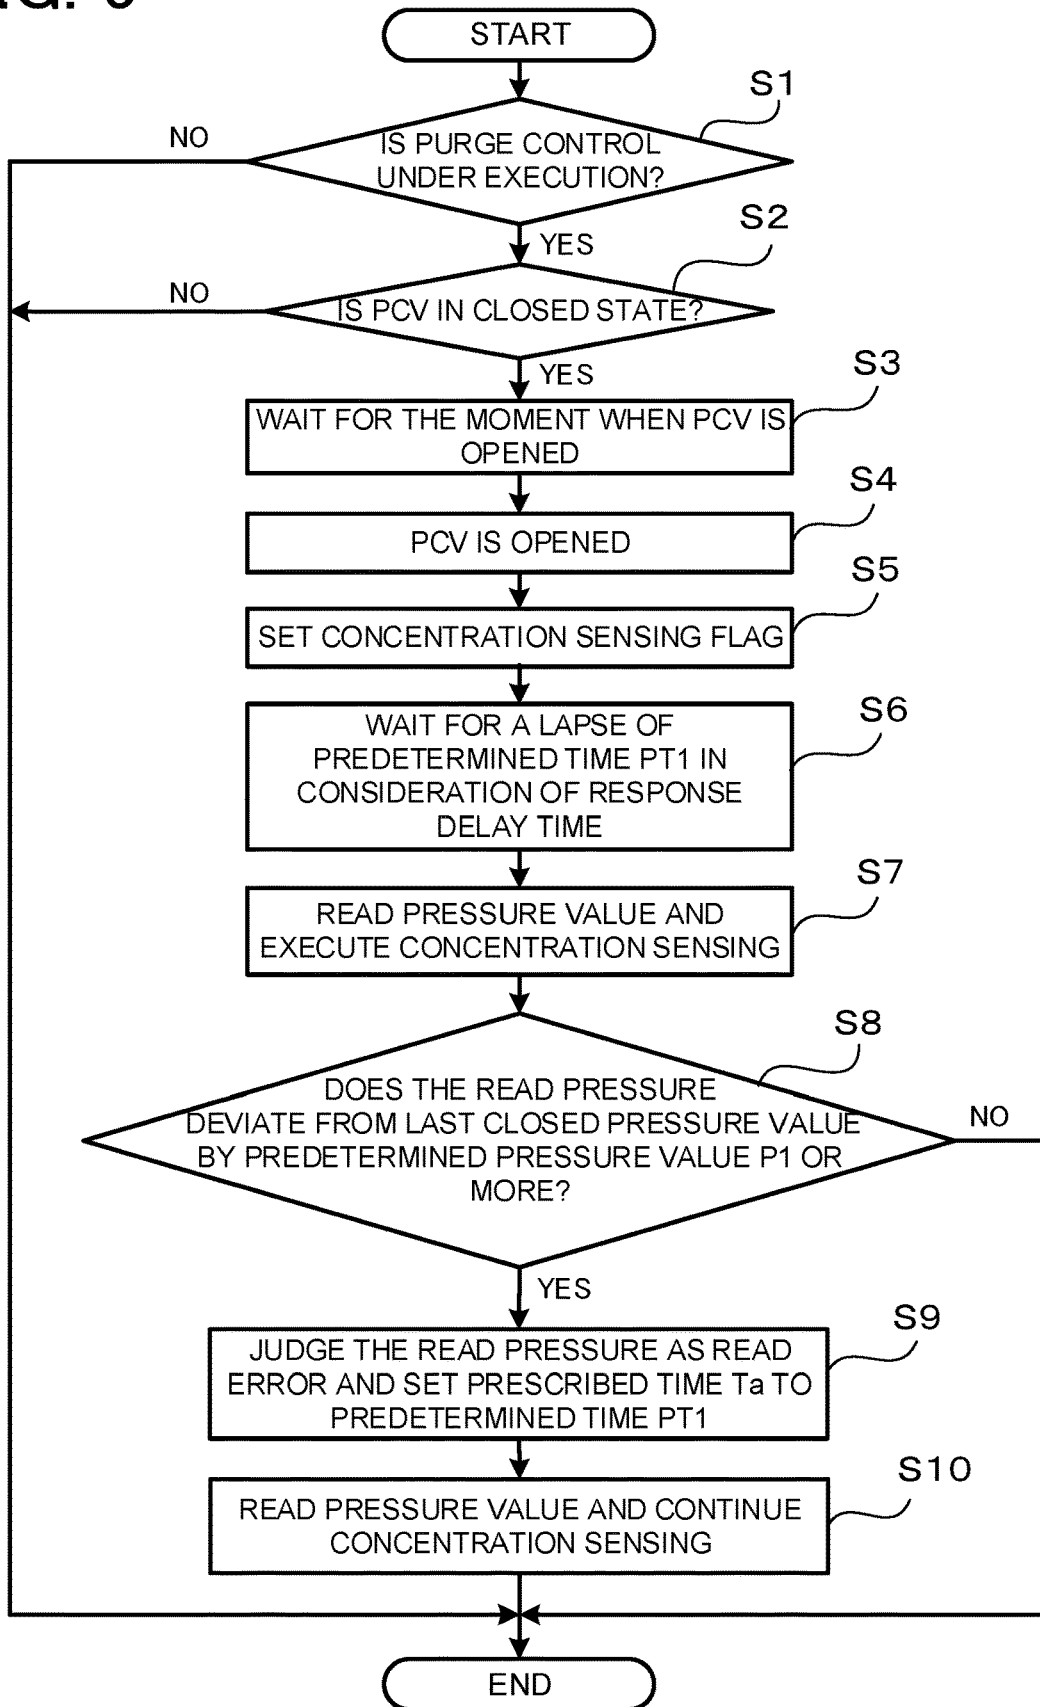 START
S1
NO
IS PURGE CONTROL
UNDER EXECUTION?
YES
S2
NO
IS PCV IN CLOSED STATE?
YES
S3
WAIT FOR THE MOMENT WHEN PCV IS
OPENED
S4
PCV IS OPENED
S5
SET CONCENTRATION SENSING FLAG
S6
WAIT FOR A LAPSE OF
PREDETERMINED TIME PT1 IN
CONSIDERATION OF RESPONSE
DELAY TIME
S7
READ PRESSURE VALUE AND
EXECUTE CONCENTRATION SENSING
S8
DOES THE READ PRESSURE
DEVIATE FROM LAST CLOSED PRESSURE VALUE
BY PREDETERMINED PRESSURE VALUE P1 OR
MORE?
NO
YES
S9
JUDGE THE READ PRESSURE AS READ
ERROR AND SET PRESCRIBED TIME Ta TO
PREDETERMINED TIME PT1
S10
READ PRESSURE VALUE AND CONTINUE
CONCENTRATION SENSING
END